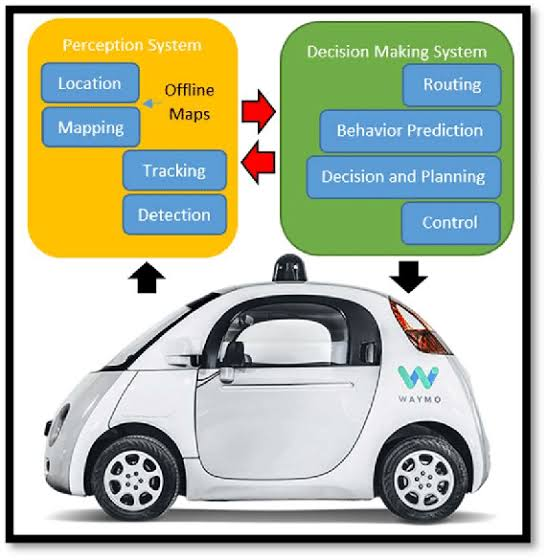 Perception System
Location
Offline
Maps
Mapping
Tracking
Detection
Decision Making System
Routing
Behavior Prediction
Decision and Planning
Control
WAYMO